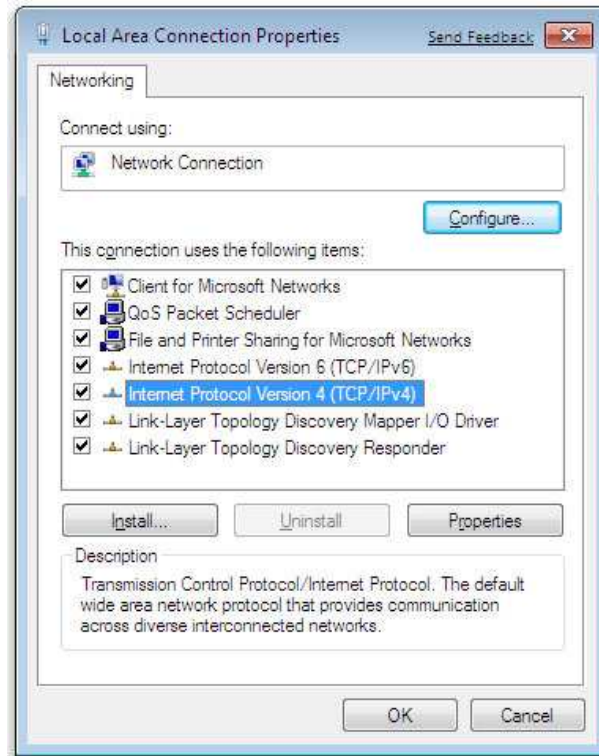 Local Area Connection Properties
Send Feedback
Networking
Connect using:
Network Connection
Configure...
This connection uses the following items:
Client for Microsoft Networks
QoS Packet Scheduler
File and Printer Sharing for Microsoft Networks
Internet Protocol Version 6 (TCP/IPv6)
Internet Protocol Version 4 (TCP/IPv4)
Link-Layer Topology Discovery Mapper I/O Driver
Link-Layer Topology Discovery Responder
Install...
Uninstall
Properties
Description
Transmission Control Protocol/Internet Protocol. The default
wide area network protocol that provides communication
across diverse interconnected networks.
OK
Cancel